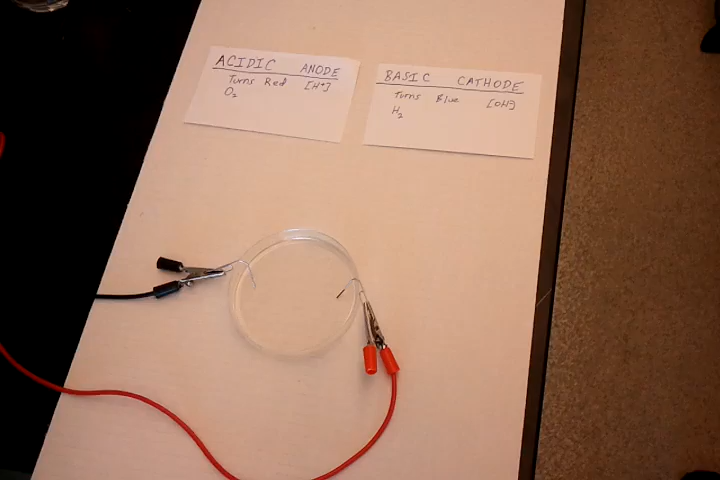 ACIDIC ANODE
Turns Red [H⁺]
O₂
BASIC CATHODE
Turns Blue [OH⁻]
H₂